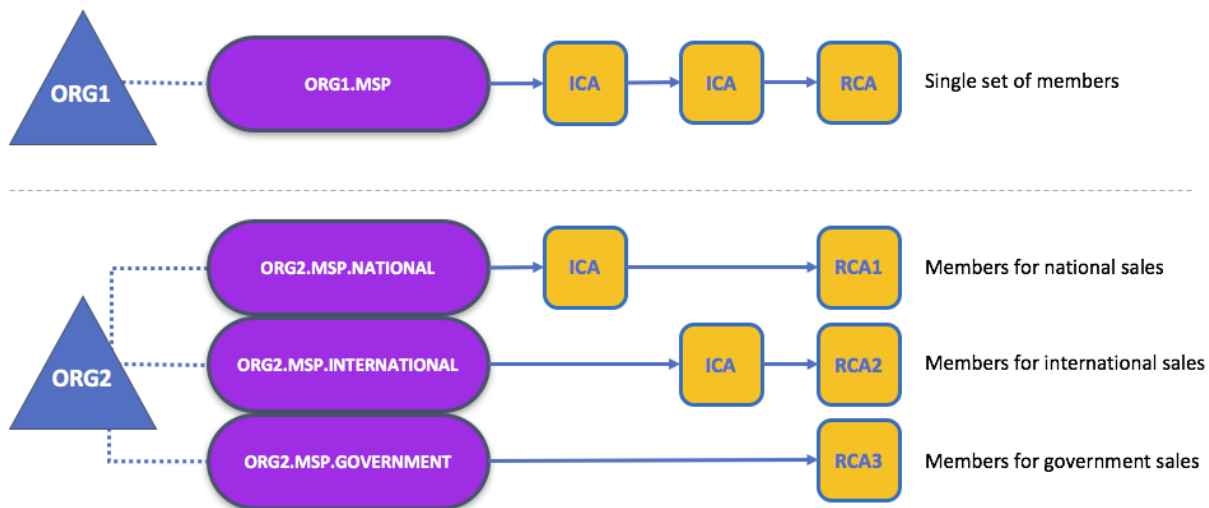 ORG1
ORG1.MSP
ICA
ICA
RCA
Single set of members
ORG2.MSP.NATIONAL
ICA
RCA1
Members for national sales
ORG2
ORG2.MSP.INTERNATIONAL
ICA
RCA2
Members for international sales
ORG2.MSP.GOVERNMENT
RCA3
Members for government sales